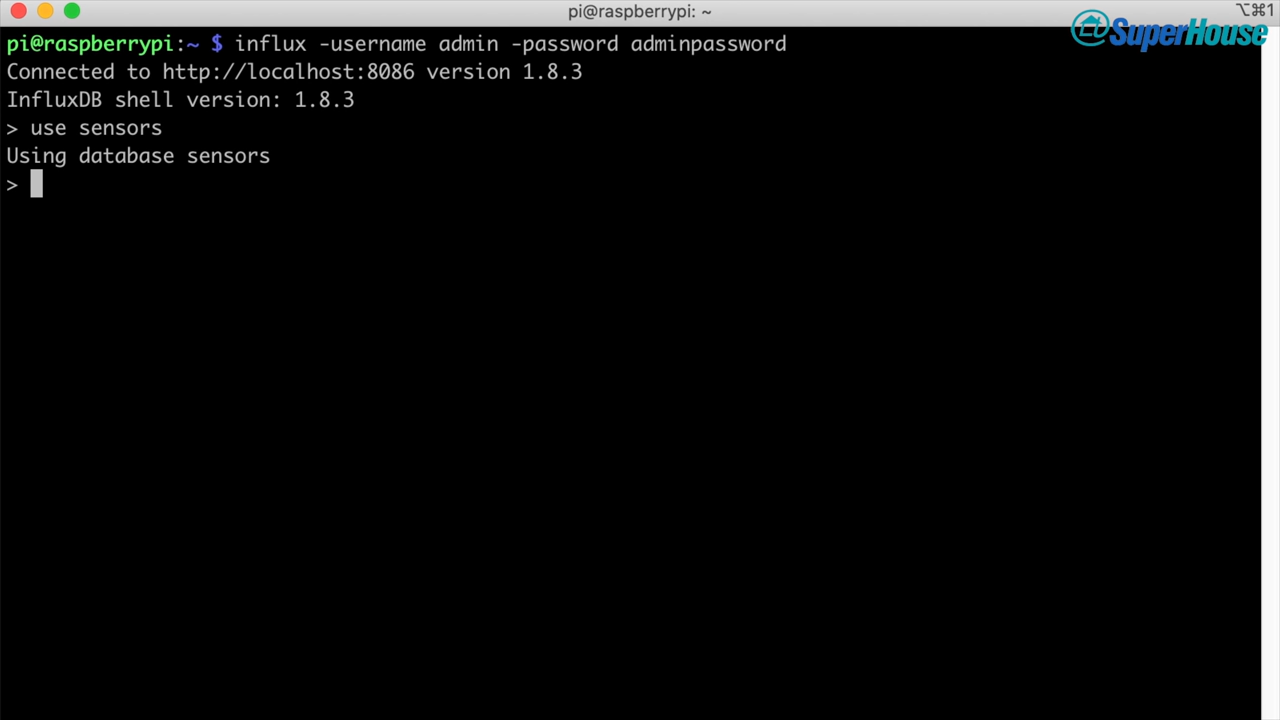 pi@raspberrypi: ~
⌥⌘1
SuperHouse
pi@raspberrypi:~ $ influx -username admin -password adminpassword
Connected to http://localhost:8086 version 1.8.3
InfluxDB shell version: 1.8.3
> use sensors
Using database sensors
>